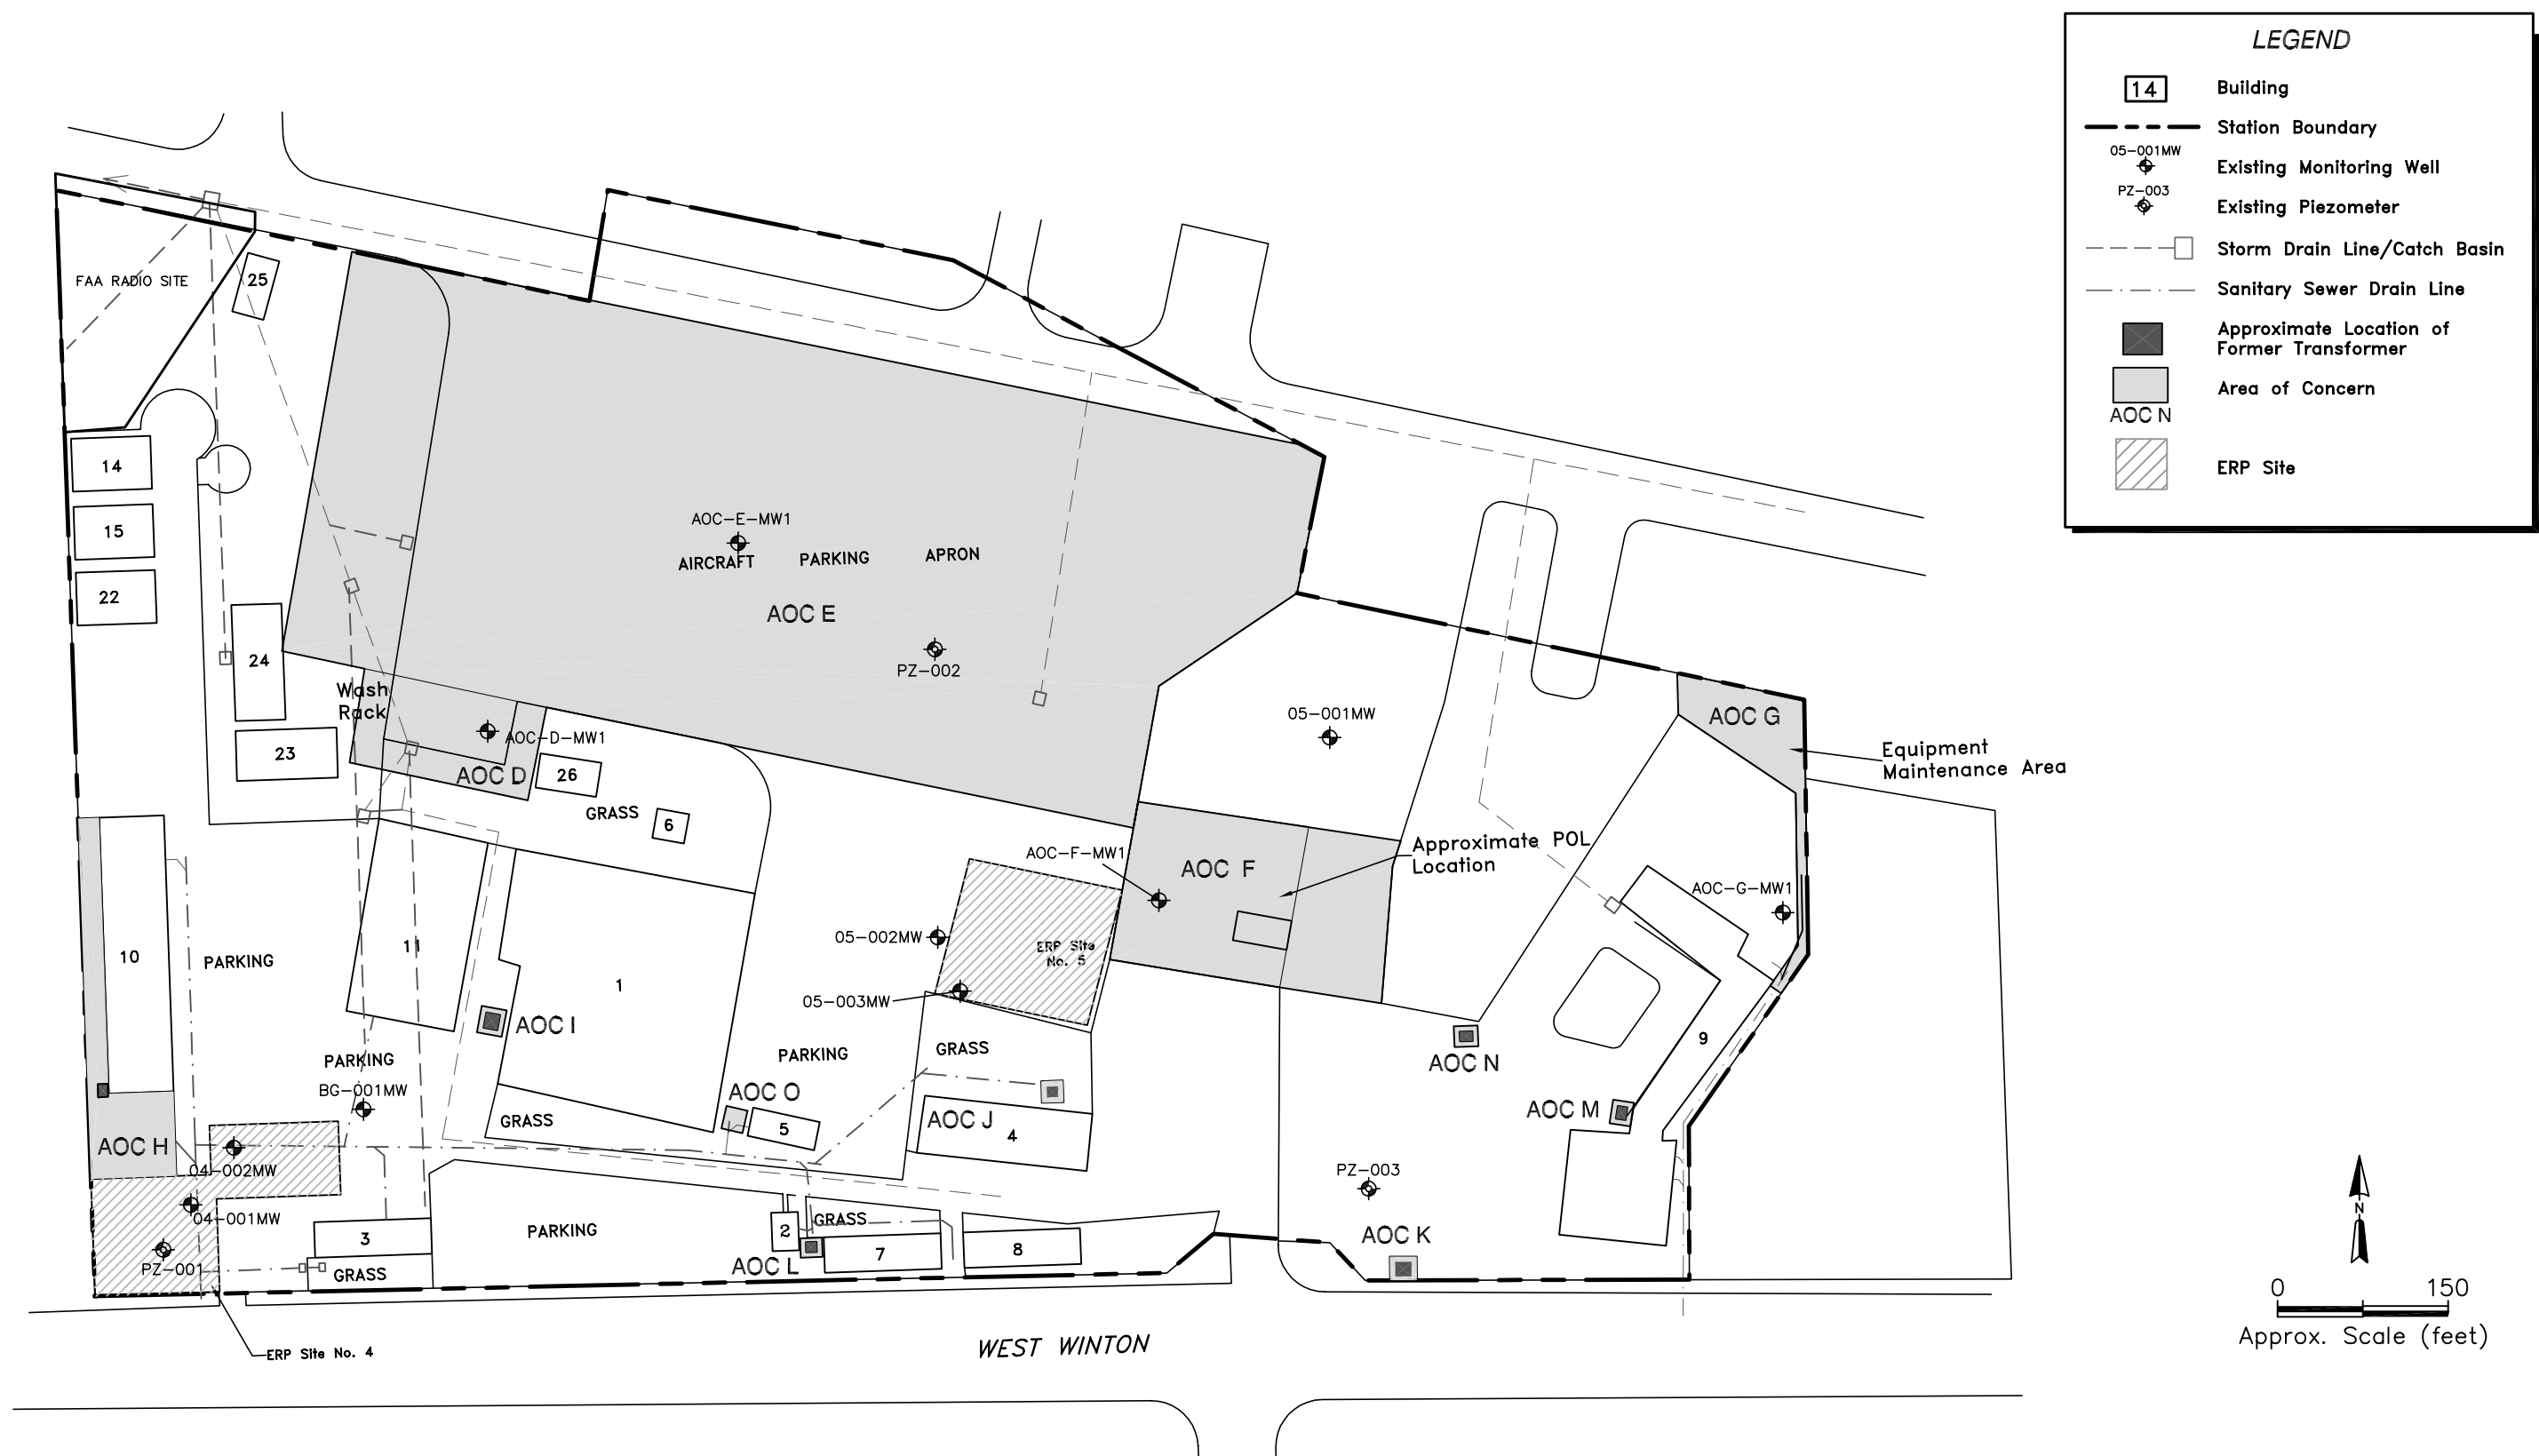 LEGEND
14 Building
Station Boundary
05-001MW Existing Monitoring Well
PZ-003 Existing Piezometer
Storm Drain Line/Catch Basin
Sanitary Sewer Drain Line
Approximate Location of
Former Transformer
Area of Concern
AOC N
ERP Site
FAA RADIO SITE
25
14
15
22
24
23
Wash
Rack
AOC-E-MW1
AIRCRAFT PARKING APRON
AOC E
PZ-002
AOC-D-MW1
AOC D
26
GRASS
6
05-001MW
AOC G
Equipment
Maintenance Area
AOC-F-MW1
AOC F
Approximate POL
Location
AOC-G-MW1
10
PARKING
11
1
05-002MW
ERP Site
No. 5
05-003MW
AOC I
PARKING
BG-001MW
PARKING
GRASS
AOC N
9
AOC O
GRASS
5
AOC J
4
AOC M
AOC H
04-002MW
04-001MW
PZ-001
3
GRASS
PARKING
2
GRASS
AOC L
7
8
PZ-003
AOC K
ERP Site No. 4
WEST WINTON
N
0 150
Approx. Scale (feet)